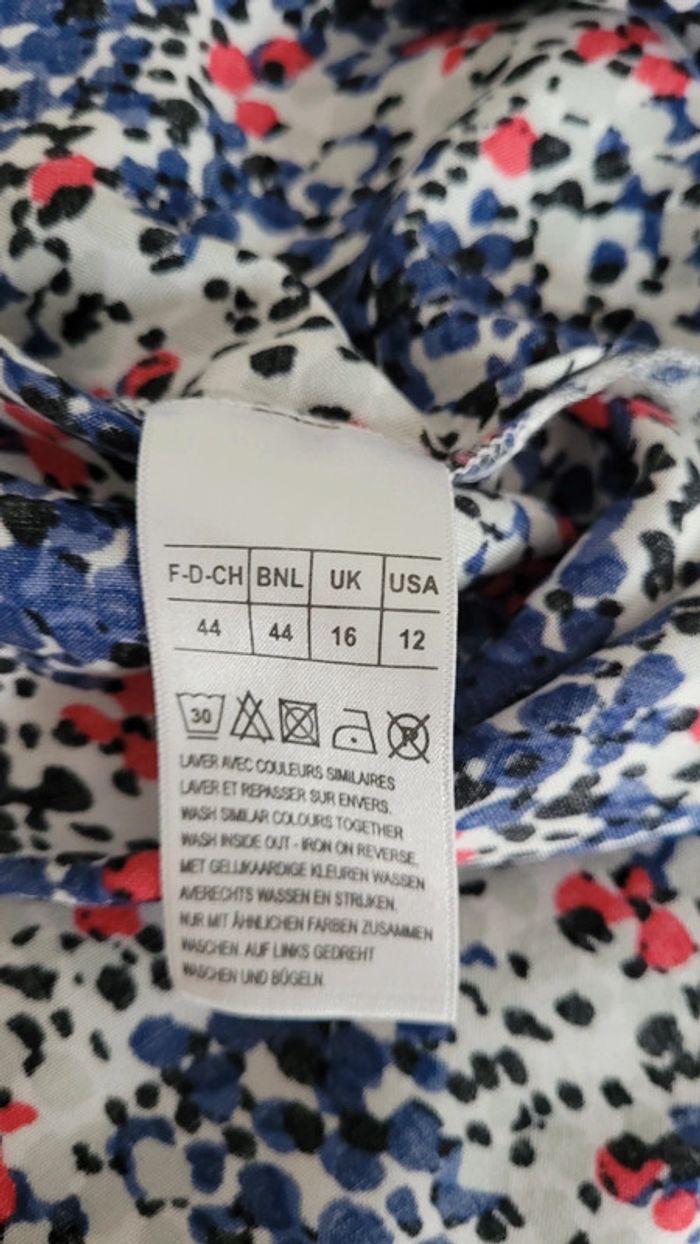 F-D-CH BNL UK USA
44 44 16 12
30
P
LAVER AVEC COULEURS SIMILAIRES
LAVER ET REPASSER SUR ENVERS.
WASH SIMILAR COLOURS TOGETHER
WASH INSIDE OUT - IRON ON REVERSE.
MET GELIJKAARDIGE KLEUREN WASSEN
AVERECHTS WASSEN EN STRIJKEN.
NUR MIT ÄHNLICHEN FARBEN ZUSAMMEN
WASCHEN. AUF LINKS GEDREHT
WASCHEN UND BÜGELN.